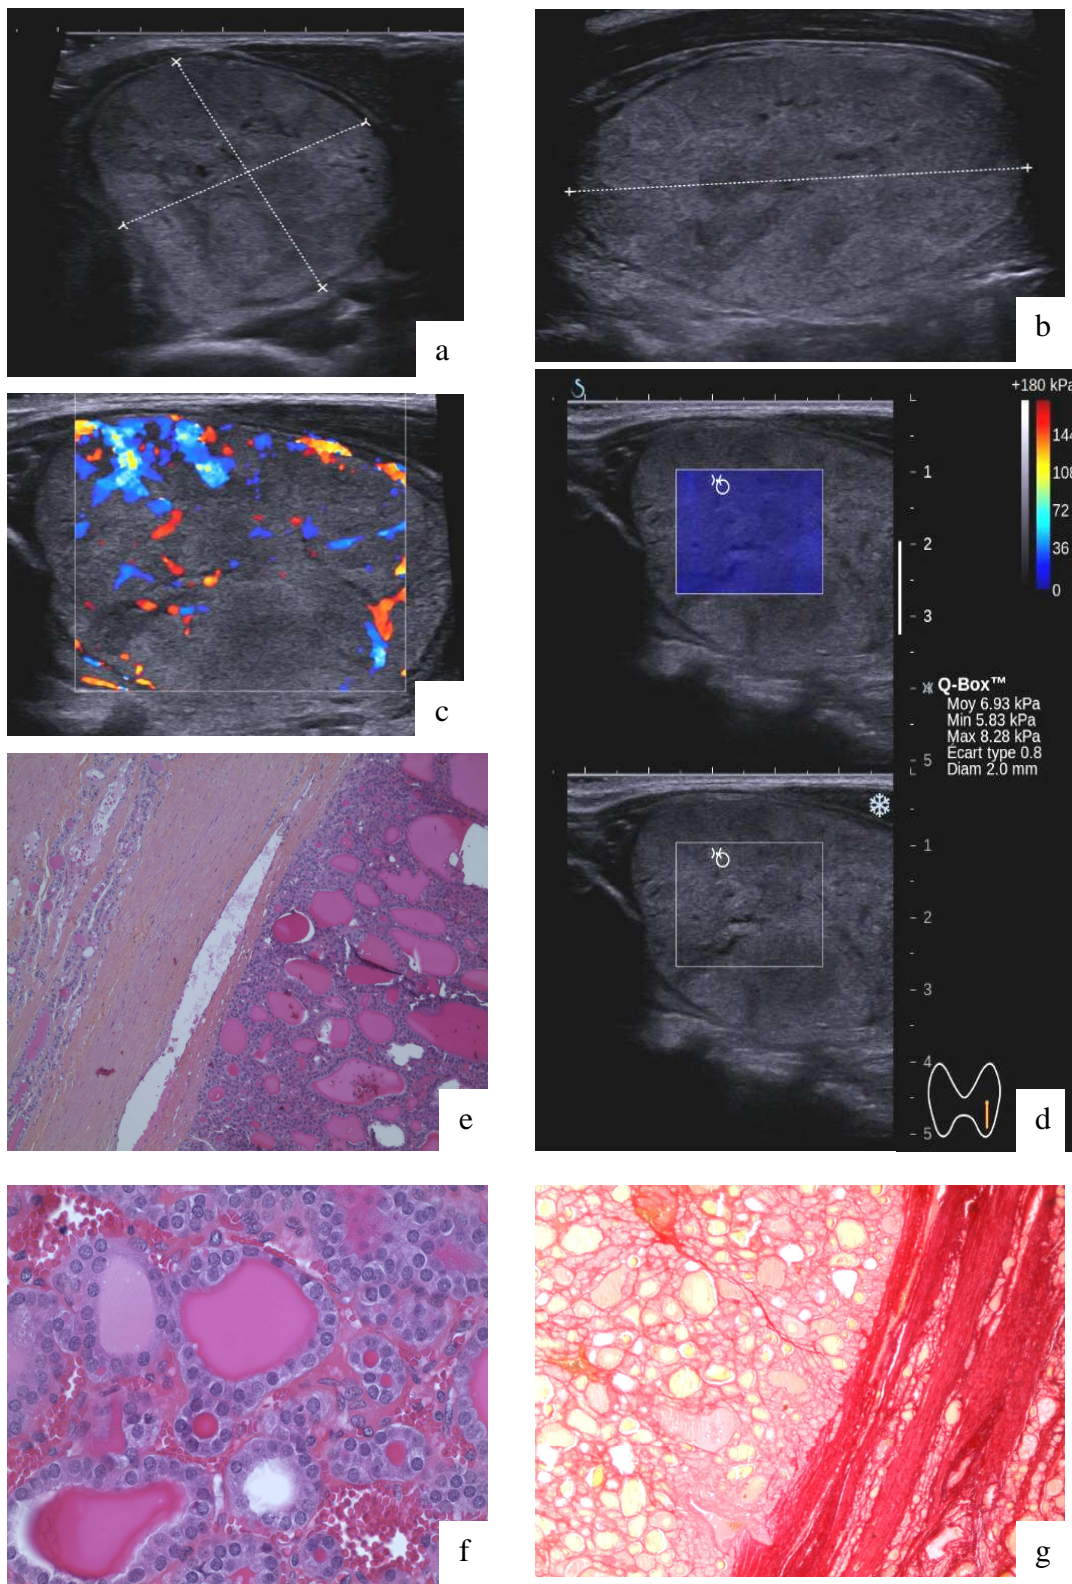 a
b
c
+180 kPa
144
108
72
36
0
1
2
3
5
Q-Box™
Moy 6.93 kPa
Min 5.83 kPa
Max 8.28 kPa
Écart type 0.8
Diam 2.0 mm
1
2
3
4
5
d
e
f
g